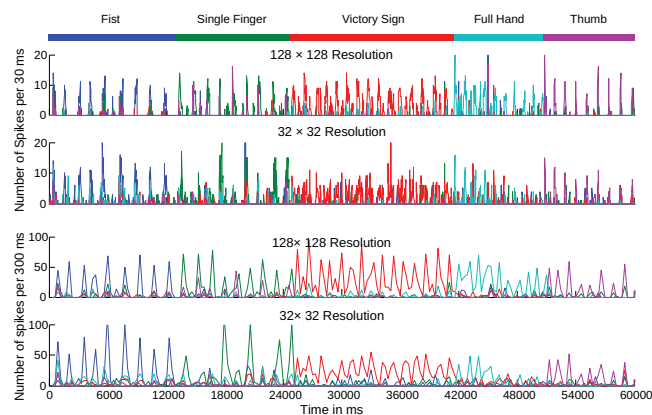 Fist Single Finger Victory Sign Full Hand Thumb
128 × 128 Resolution
20
10
0
32 × 32 Resolution
20
10
0
Number of Spikes per 30 ms
128× 128 Resolution
100
50
0
32× 32 Resolution
100
50
0
Number of spikes per 300 ms
0 6000 12000 18000 24000 30000 36000 42000 48000 54000 60000
Time in ms